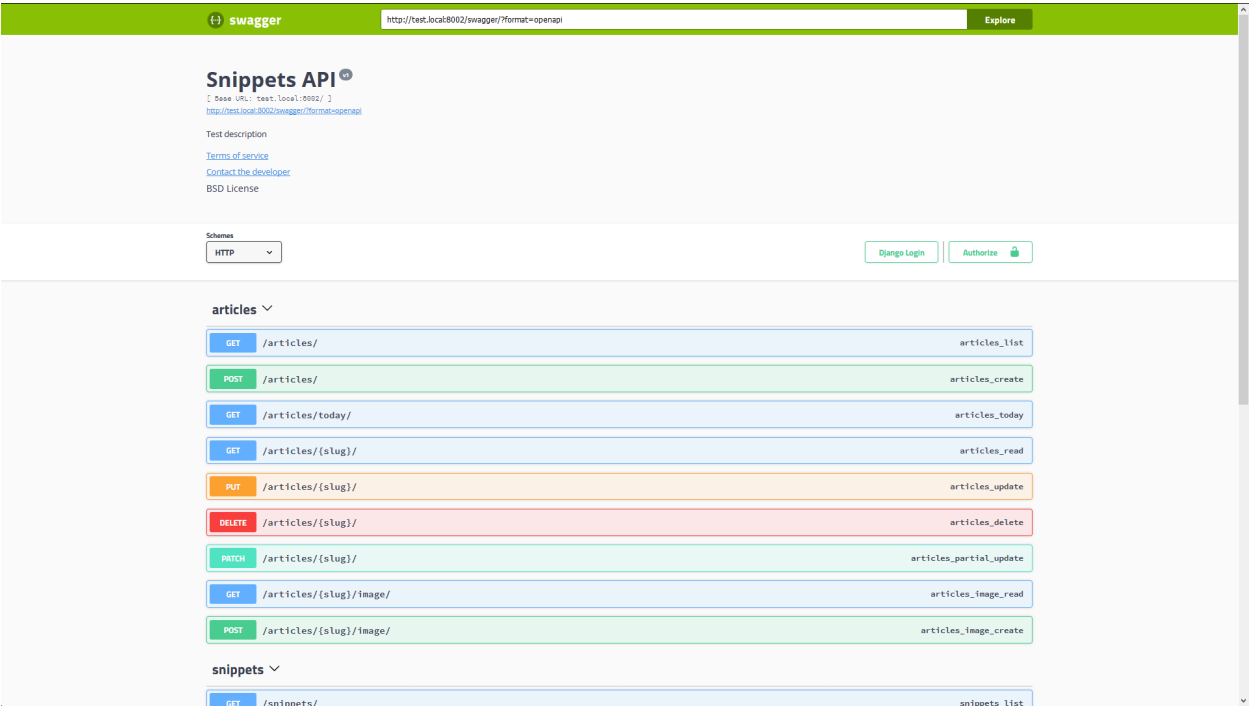 swagger
http://test.local:8002/swagger/?format=openapi
Explore
Snippets API v1
[ Base URL: test.local:8002/ ]
http://test.local:8002/swagger/?format=openapi
Test description
Terms of service
Contact the developer
BSD License
Schemes
HTTP
Django Login
Authorize
articles
GET /articles/ articles_list
POST /articles/ articles_create
GET /articles/today/ articles_today
GET /articles/{slug}/ articles_read
PUT /articles/{slug}/ articles_update
DELETE /articles/{slug}/ articles_delete
PATCH /articles/{slug}/ articles_partial_update
GET /articles/{slug}/image/ articles_image_read
POST /articles/{slug}/image/ articles_image_create
snippets
GET /snippets/ snippets_list